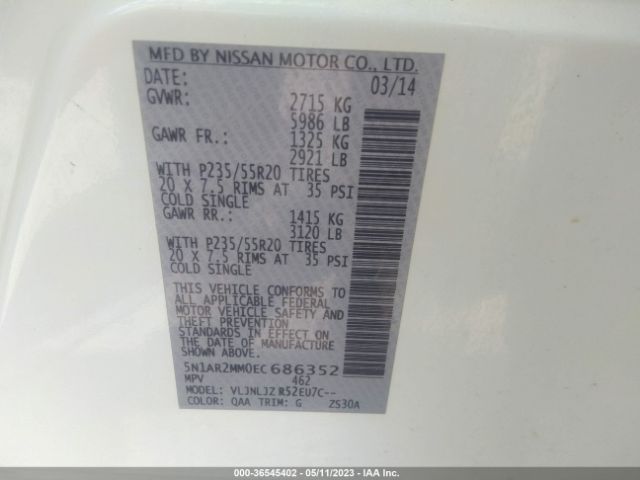 MFD BY NISSAN MOTOR CO., LTD.
DATE: 03/14
GVWR: 2715 KG
5986 LB
GAWR FR.: 1325 KG
2921 LB
WITH P235/55R20 TIRES
20 X 7.5 RIMS AT 35 PSI
COLD SINGLE
GAWR RR.: 1415 KG
3120 LB
WITH P235/55R20 TIRES
20 X 7.5 RIMS AT 35 PSI
COLD SINGLE
THIS VEHICLE CONFORMS TO
ALL APPLICABLE FEDERAL
MOTOR VEHICLE SAFETY AND
THEFT PREVENTION
STANDARDS IN EFFECT ON
THE DATE OF MANUFACTURE
SHOWN ABOVE.
5N1AR2MM0EC686352
MPV 462
MODEL: VLJNLJZ R52EU7C--
COLOR: QAA TRIM: G ZS30A
000-36545402 - 05/11/2023 - IAA Inc.